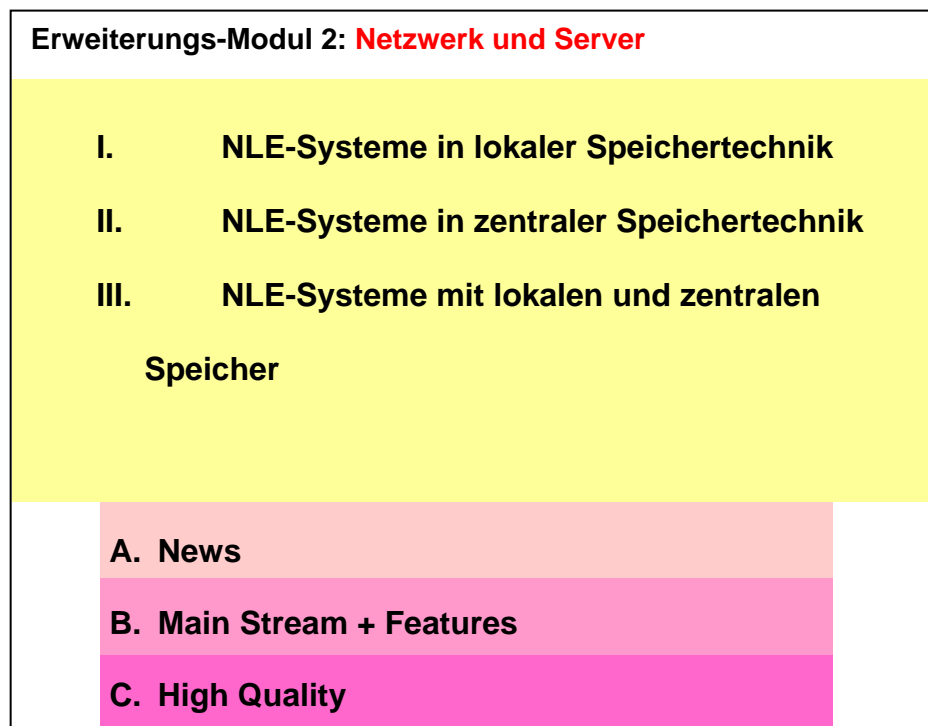 Erweiterungs-Modul 2: Netzwerk und Server
I. NLE-Systeme in lokaler Speichertechnik
II. NLE-Systeme in zentraler Speichertechnik
III. NLE-Systeme mit lokalen und zentralen
Speicher
A. News
B. Main Stream + Features
C. High Quality